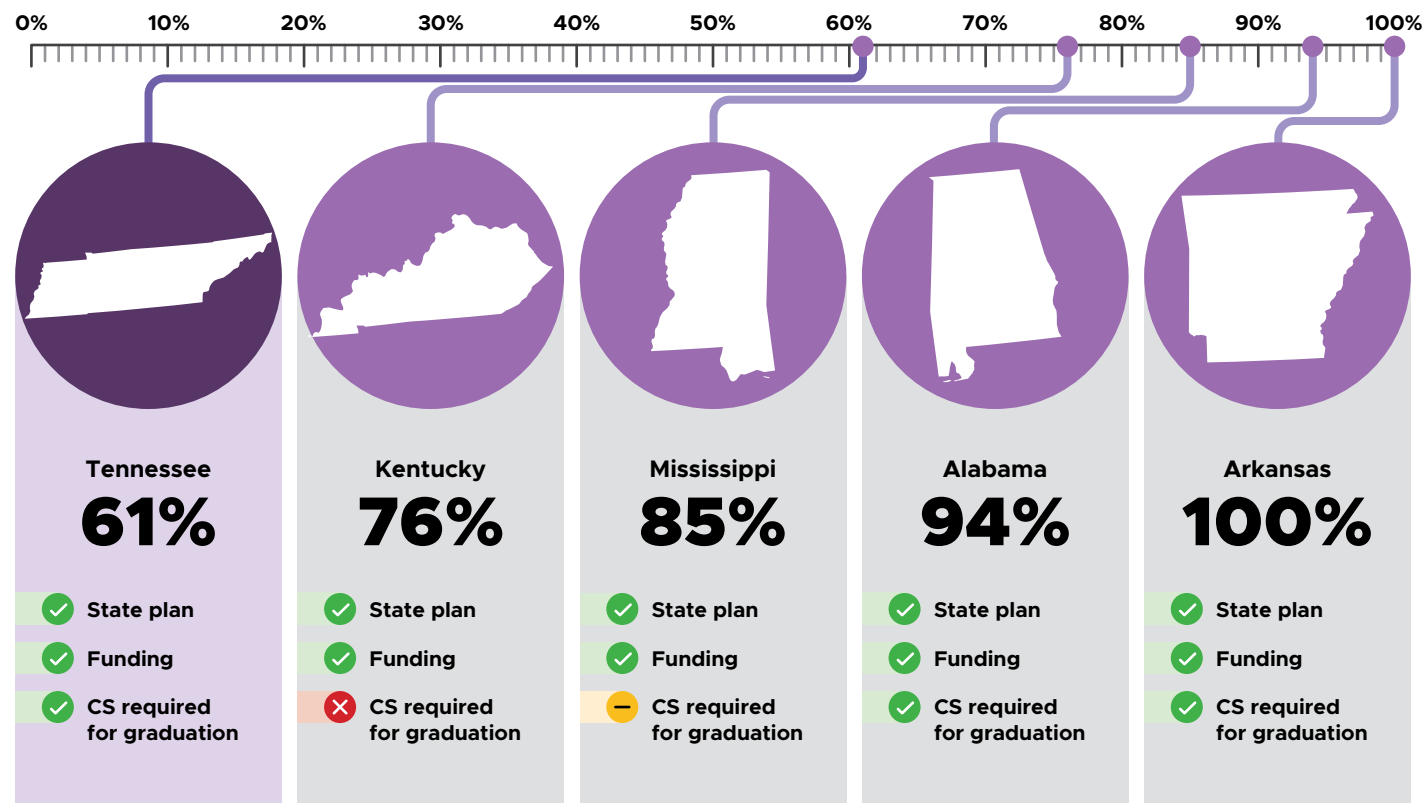 0% 10% 20% 30% 40% 50% 60% 70% 80% 90% 100%
Tennessee
61%
State plan
Funding
CS required
for graduation
Kentucky
76%
State plan
Funding
CS required
for graduation
Mississippi
85%
State plan
Funding
CS required
for graduation
Alabama
94%
State plan
Funding
CS required
for graduation
Arkansas
100%
State plan
Funding
CS required
for graduation